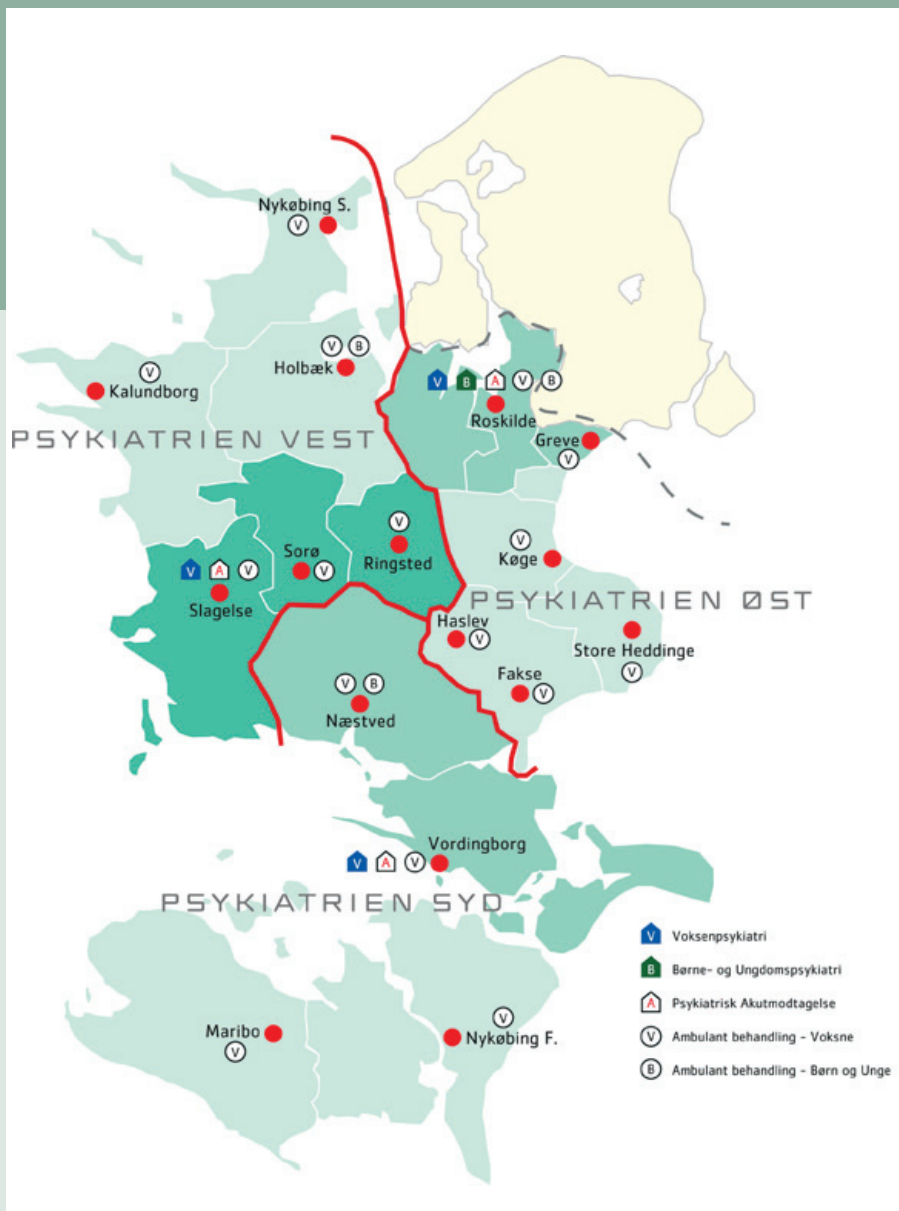 Nykøbing S.
V
V B
Holbæk
V
Kalundborg
V B A V B
Roskilde
Greve
V
PSYKIATRIEN VEST
V
Ringsted
V
Køge
Sorø
V
V A V
Slagelse
PSYKIATRIEN ØST
Haslev
V
Store Heddinge
V
Fakse
V
V B
Næstved
Vordingborg
V A V
PSYKIATRIEN SYD
Maribo
V
V
Nykøbing F.
V Voksenpsykiatri
B Børne- og Ungdomspsykiatri
A Psykiatrisk Akutmodtagelse
V Ambulant behandling - Voksne
B Ambulant behandling - Børn og Unge